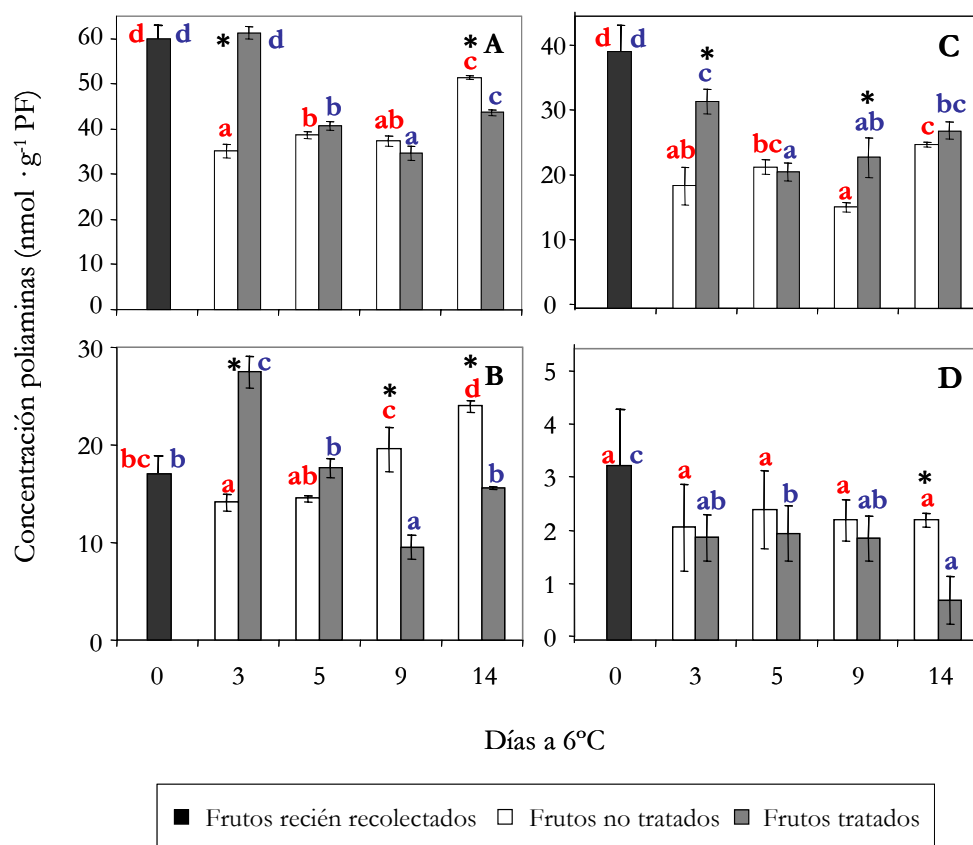 Concentración poliaminas (nmol · g-1 PF)
60
50
40
30
20
10
0
d d * d * A
c
a b b ab a c
40
30
20
10
0
d d * * C
c
ab bc a ab a c bc
30
20
10
0
* c * * B
bc b a ab b c a d b
5
4
3
2
1
0
D
a c a ab a b a ab * a a
0 3 5 9 14
0 3 5 9 14
Días a 6ºC
Frutos recién recolectados Frutos no tratados Frutos tratados